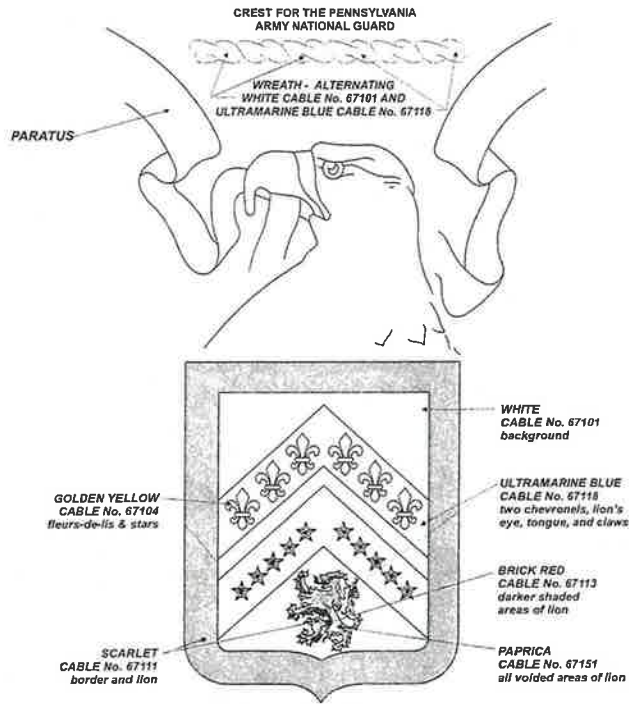 CREST FOR THE PENNSYLVANIA
ARMY NATIONAL GUARD
WREATH - ALTERNATING
WHITE CABLE No. 67101 AND
ULTRAMARINE BLUE CABLE No. 67118
PARATUS
WHITE
CABLE No. 67101
background
GOLDEN YELLOW
CABLE No. 67104
fleurs-de-lis & stars
ULTRAMARINE BLUE
CABLE No. 67118
two chevronels, lion's
eye, tongue, and claws
BRICK RED
CABLE No. 67113
darker shaded
areas of lion
SCARLET
CABLE No. 67111
border and lion
PAPRICA
CABLE No. 67151
all voided areas of lion